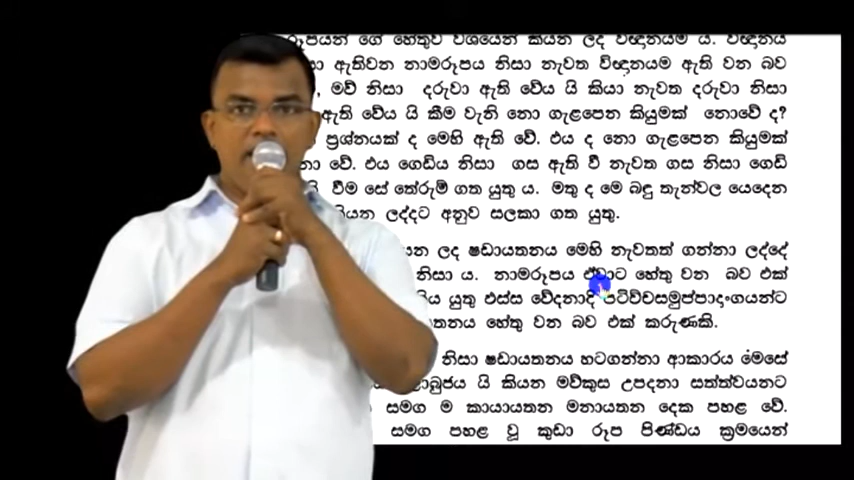 රූපයන් ගේ හේතුව වශයෙන් කියන ලද විඥානයම ය. විඥානය
ඇතිවන නාමරූපය නිසා නැවත විඥානයම ඇති වන බව
, මව් නිසා දරුවා ඇති වේය යි කියා නැවත දරුවා නිසා
ඇති වේය යි කීම වැනි නො ගැළපෙන කියුමක් නොවේ ද?
ප්‍රශ්නයක් ද මෙහි ඇති වේ. එය ද නො ගැළපෙන කියුමක්
වේ. එය ගෙඩිය නිසා ගස ඇති වී නැවත ගස නිසා ගෙඩි
වීම සේ තේරුම් ගත යුතු ය. මතු ද මෙ බඳු තැන්වල යෙදෙන
ලද්දට අනුව සලකා ගත යුතු.
ලද ෂඩායතනය මෙහි නැවතත් ගන්නා ලද්දේ
නිසා ය. නාමරූපය ඒවාට හේතු වන බව එක්
යුතු ඵස්ස වේදනාදි පටිච්චසමුප්පාදාංගයන්ට
හේතු වන බව එක් කරුණකි.
නිසා ෂඩායතනය හටගන්නා ආකාරය මෙසේ
යි කියන මව්කුස උපදනා සත්ත්වයනට
සමග ම කායායතන මනායතන දෙක පහළ වේ.
සමග පහළ වූ කුඩා රූප පිණ්ඩය ක්‍රමයෙන්